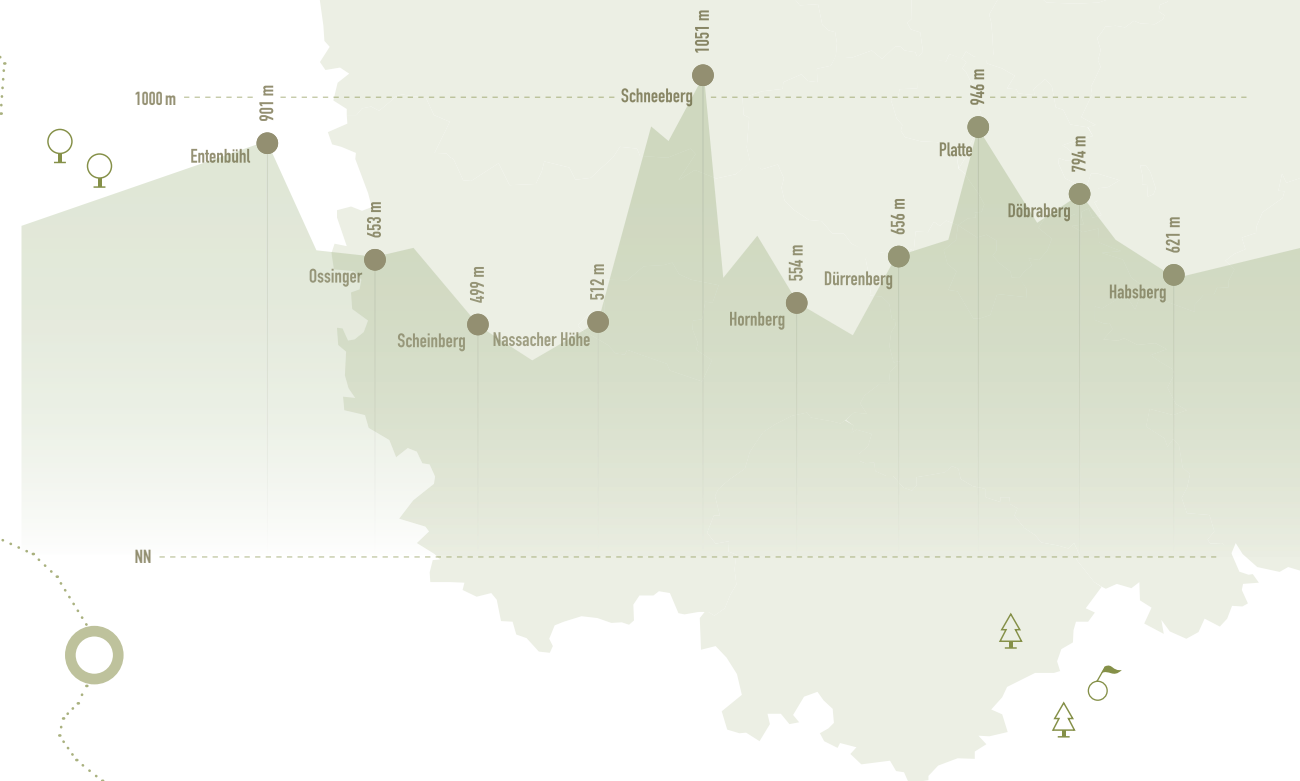 1000 m
901 m
Entenbühl
653 m
Ossinger
499 m
Scheinberg
512 m
Nassacher Höhe
1051 m
Schneeberg
554 m
Hornberg
656 m
Dürrenberg
946 m
Platte
794 m
Döbraberg
621 m
Habsberg
NN